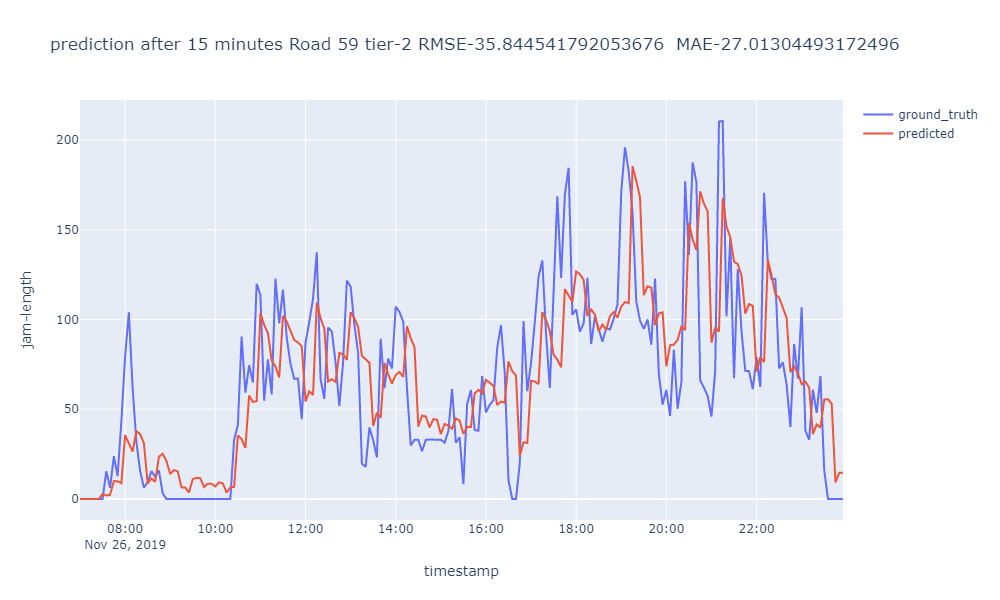 prediction after 15 minutes Road 59 tier-2 RMSE-35.844541792053676  MAE-27.01304493172496
ground_truth
predicted
200
150
100
50
0
jam-length
08:00 10:00 12:00 14:00 16:00 18:00 20:00 22:00
Nov 26, 2019
timestamp